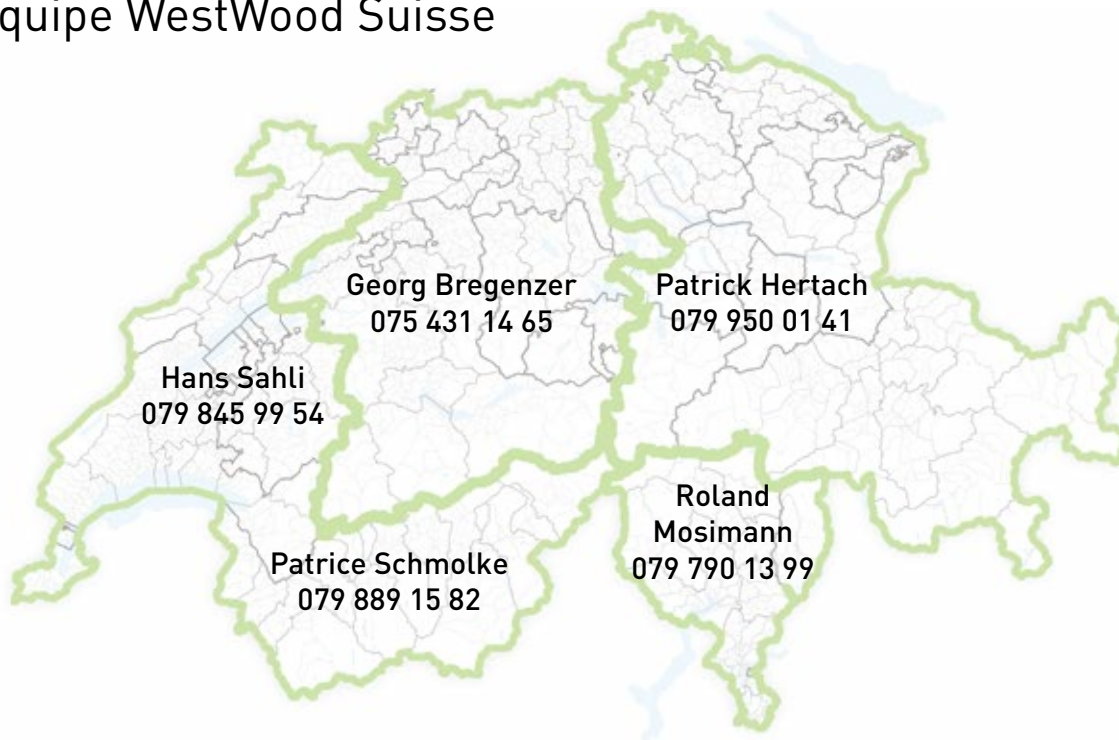 quipe WestWood Suisse
Georg Bregenzer
075 431 14 65
Patrick Hertach
079 950 01 41
Hans Sahli
079 845 99 54
Roland
Mosimann
079 790 13 99
Patrice Schmolke
079 889 15 82